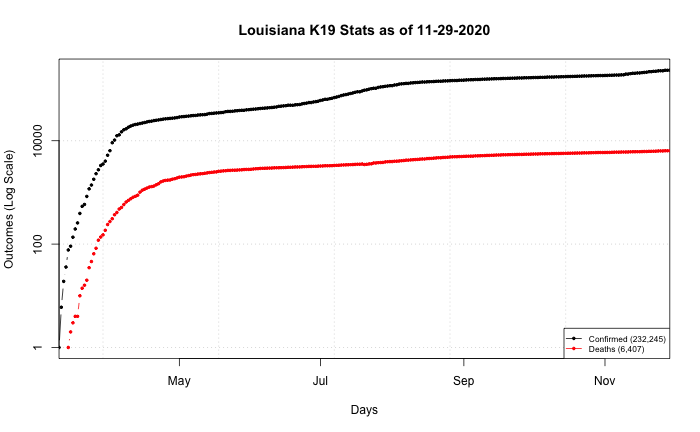 Louisiana K19 Stats as of 11-29-2020
Outcomes (Log Scale)
10000
100
1
Confirmed (232,245)
Deaths (6,407)
May
Jul
Sep
Nov
Days